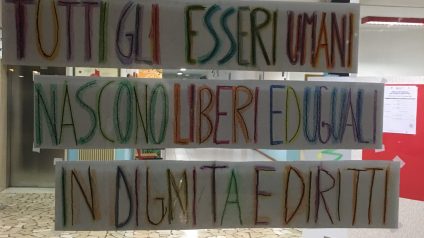 TUTTI GLI ESSERI UMANI
NASCONO LIBERI ED UGUALI
IN DIGNITA E DIRITTI